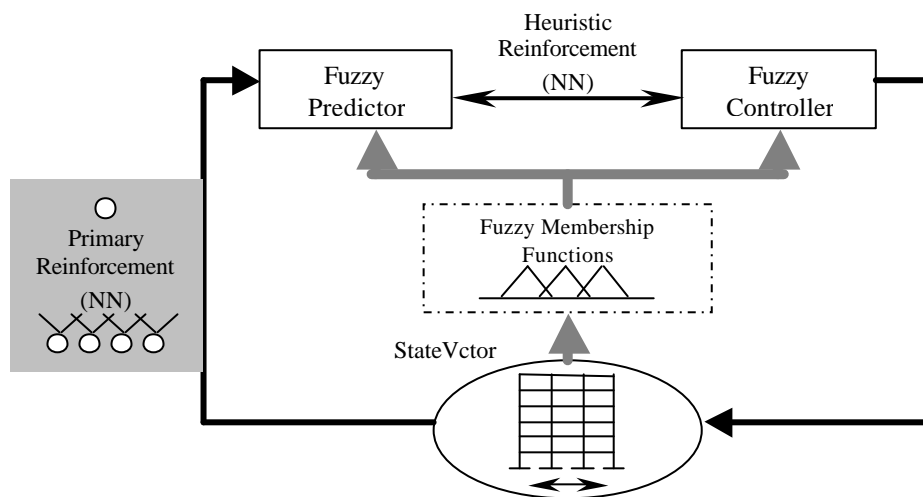 Heuristic
Reinforcement
(NN)
Fuzzy
Predictor
Fuzzy
Controller
Primary
Reinforcement
(NN)
Fuzzy Membership
Functions
StateVctor